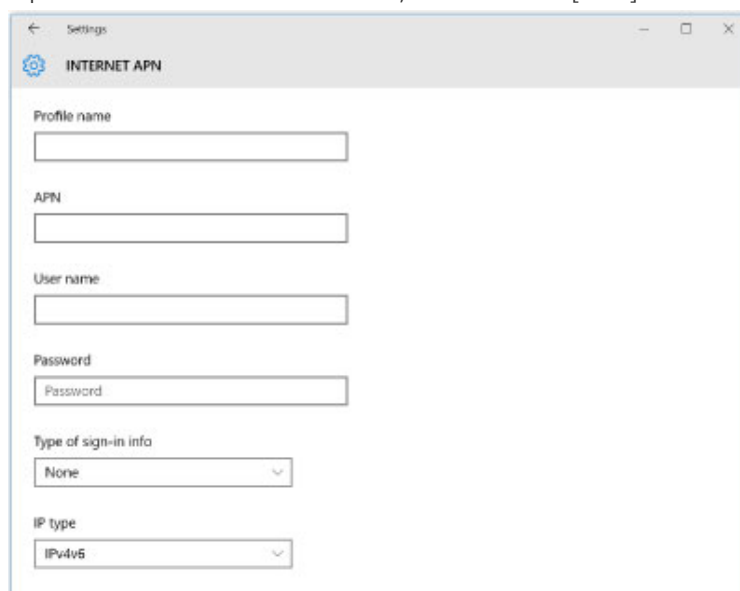 Settings
INTERNET APN
Profile name
APN
User name
Password
Password
Type of sign-in info
None
IP type
IPv4v6